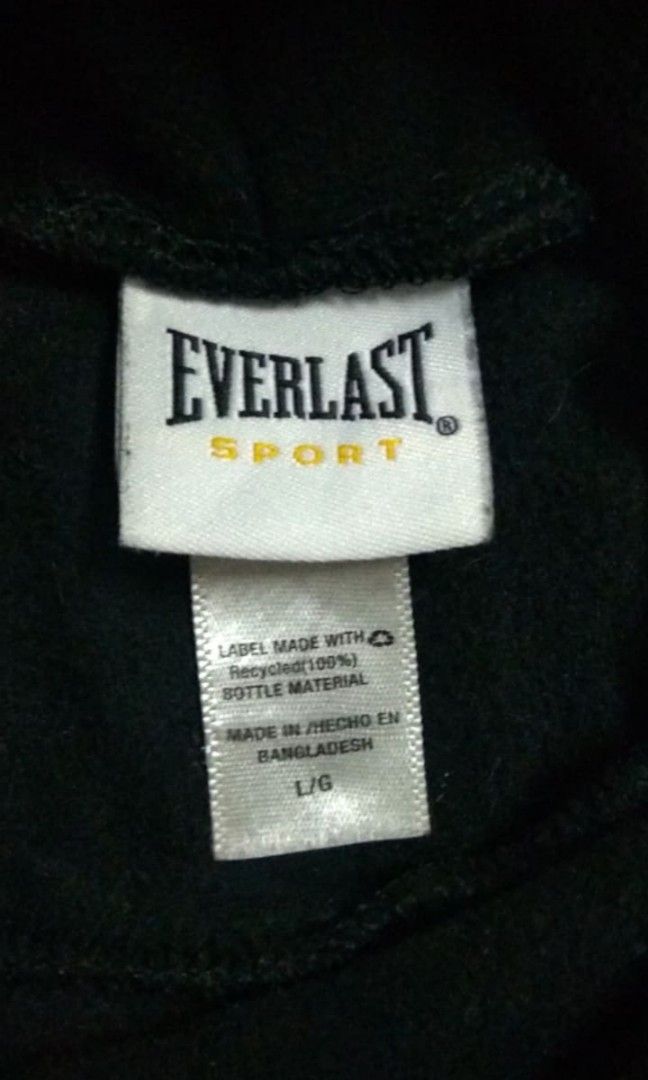 EVERLAST®
SPORT
LABEL MADE WITH
Recycled(100%)
BOTTLE MATERIAL
MADE IN /HECHO EN
BANGLADESH
L/G